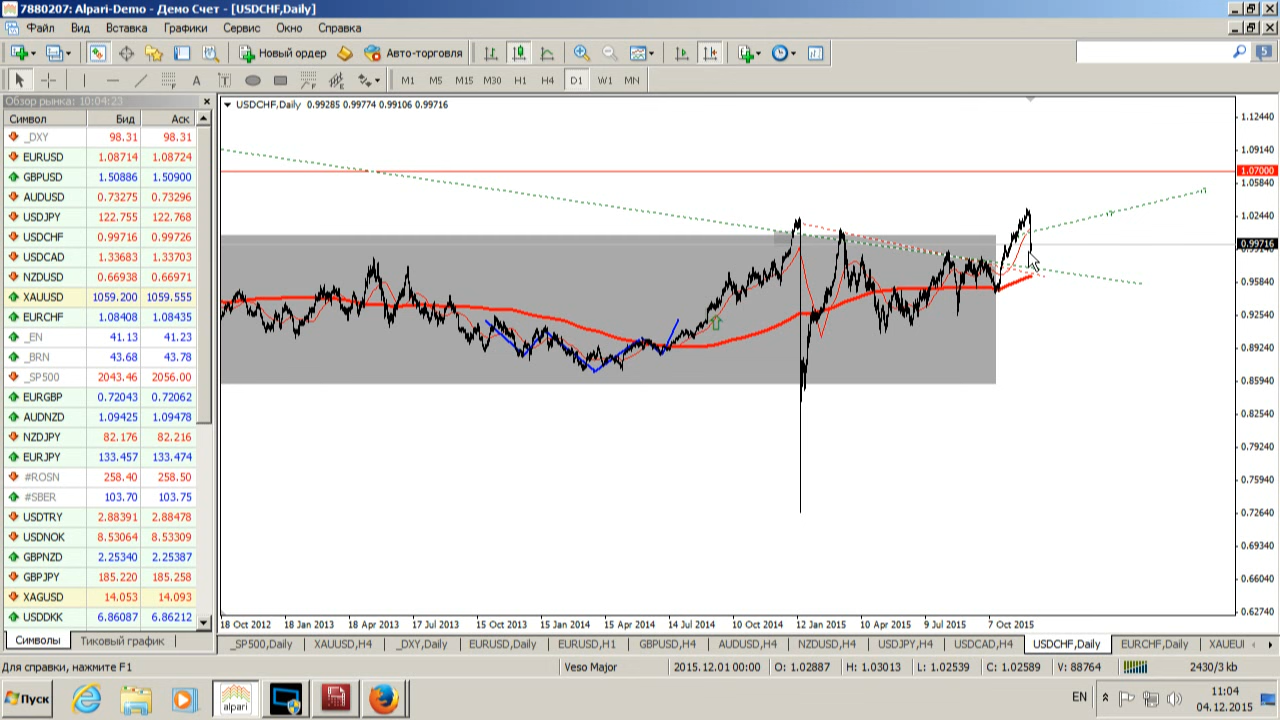 7880207: Alpari-Demo - Демо Счет - [USDCHF,Daily]
Файл Вид Вставка Графики Сервис Окно Справка
Новый ордер Авто-торговля
5
A T M1 M5 M15 M30 H1 H4 D1 W1 MN
Обзор рынка: 10:04:23
Символ Бид Аск
_DXY 98.31 98.31
EURUSD 1.08714 1.08724
GBPUSD 1.50886 1.50900
AUDUSD 0.73275 0.73296
USDJPY 122.755 122.768
USDCHF 0.99716 0.99726
USDCAD 1.33683 1.33703
NZDUSD 0.66938 0.66971
XAUUSD 1059.200 1059.555
EURCHF 1.08408 1.08435
_EN 41.13 41.23
_BRN 43.68 43.78
_SP500 2043.46 2056.00
EURGBP 0.72043 0.72062
AUDNZD 1.09425 1.09478
NZDJPY 82.176 82.216
EURJPY 133.457 133.474
#ROSN 258.40 258.50
#SBER 103.70 103.75
USDTRY 2.88391 2.88478
USDNOK 8.53064 8.53309
GBPNZD 2.25340 2.25387
GBPJPY 185.220 185.258
XAGUSD 14.053 14.093
USDDKK 6.86087 6.86212
Символы Тиковый график
USDCHF,Daily 0.99285 0.99774 0.99106 0.99716
1.12440
1.09140
1.07000
1.05840
1.02440
0.99716
0.95840
0.92540
0.89240
0.85940
0.82540
0.79240
0.75940
0.72640
0.69340
0.66040
0.62740
18 Oct 2012 18 Jan 2013 18 Apr 2013 17 Jul 2013 15 Oct 2013 15 Jan 2014 15 Apr 2014 14 Jul 2014 10 Oct 2014 12 Jan 2015 10 Apr 2015 9 Jul 2015 7 Oct 2015
_SP500,Daily XAUUSD,H4 _DXY,Daily EURUSD,Daily EURUSD,H1 GBPUSD,H4 AUDUSD,H4 NZDUSD,H4 USDJPY,H4 USDCAD,H4 USDCHF,Daily EURCHF,Daily XAUEUI
Для справки, нажмите F1 Veso Major 2015.12.01 00:00 O: 1.02887 H: 1.03013 L: 1.02539 C: 1.02589 V: 88764 2430/3 kb
Пуск alpari EN 11:04
04.12.2015